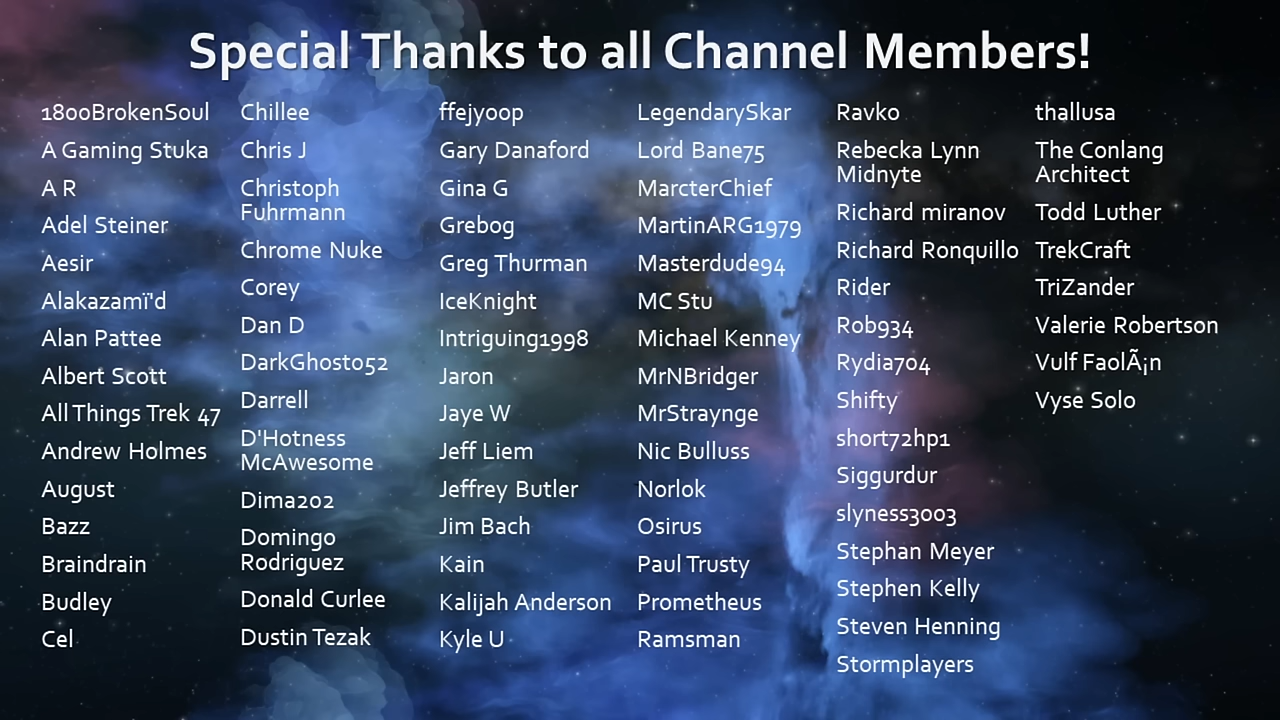 Special Thanks to all Channel Members!
1800BrokenSoul
A Gaming Stuka
A R
Adel Steiner
Aesir
Alakazamï'd
Alan Pattee
Albert Scott
All Things Trek 47
Andrew Holmes
August
Bazz
Braindrain
Budley
Cel
Chillee
Chris J
Christoph
Fuhrmann
Chrome Nuke
Corey
Dan D
DarkGhost052
Darrell
D'Hotness
McAwesome
Dima202
Domingo
Rodriguez
Donald Curlee
Dustin Tezak
ffejyoop
Gary Danaford
Gina G
Grebog
Greg Thurman
IceKnight
Intriguing1998
Jaron
Jaye W
Jeff Liem
Jeffrey Butler
Jim Bach
Kain
Kalijah Anderson
Kyle U
LegendarySkar
Lord Bane75
MarcterChief
MartinARG1979
Masterdude94
MC Stu
Michael Kenney
MrNBridger
MrStraynge
Nic Bulluss
Norlok
Osirus
Paul Trusty
Prometheus
Ramsman
Ravko
Rebecka Lynn
Midnyte
Richard miranov
Richard Ronquillo
Rider
Rob934
Rydia704
Shifty
short72hp1
Siggurdur
slyness3003
Stephan Meyer
Stephen Kelly
Steven Henning
Stormplayers
thallusa
The Conlang
Architect
Todd Luther
TrekCraft
TriZander
Valerie Robertson
Vulf FaolÃ¡n
Vyse Solo